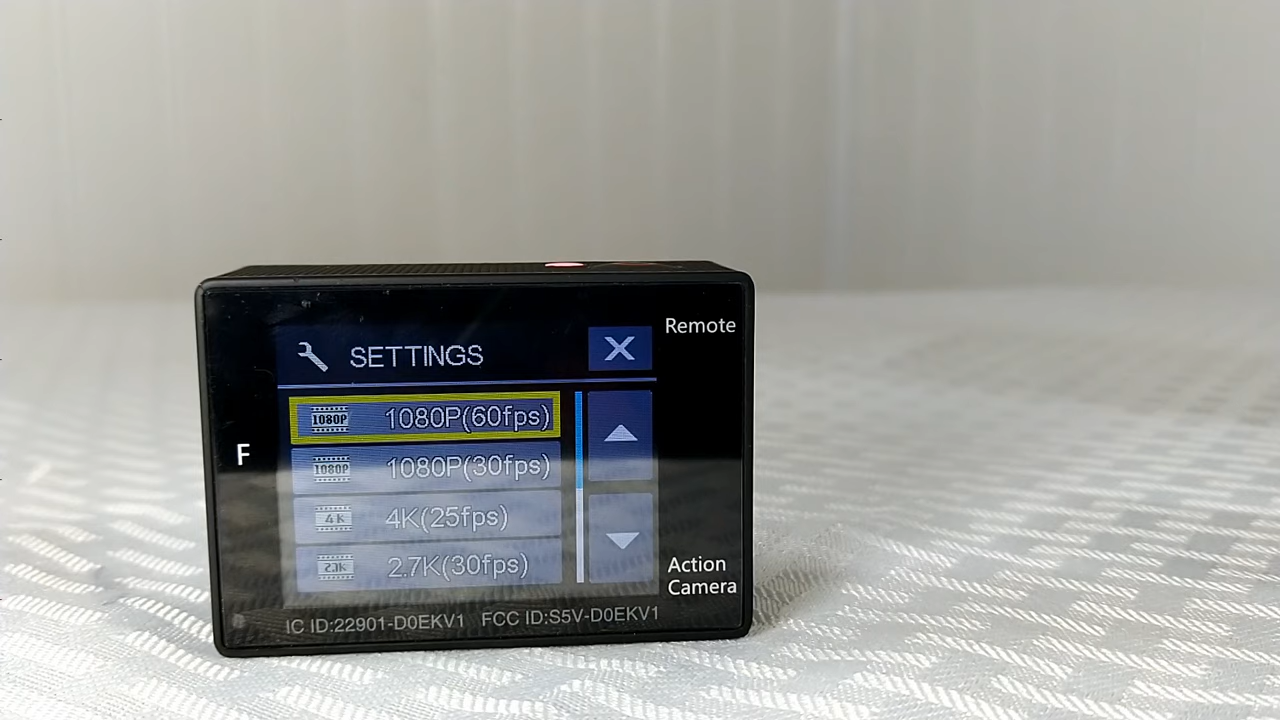 Remote
SETTINGS
1080P 1080P(60fps)
F
1080P 1080P(30fps)
4K 4K(25fps)
2.7K 2.7K(30fps)
Action
Camera
IC ID:22901-D0EKV1 FCC ID:S5V-D0EKV1